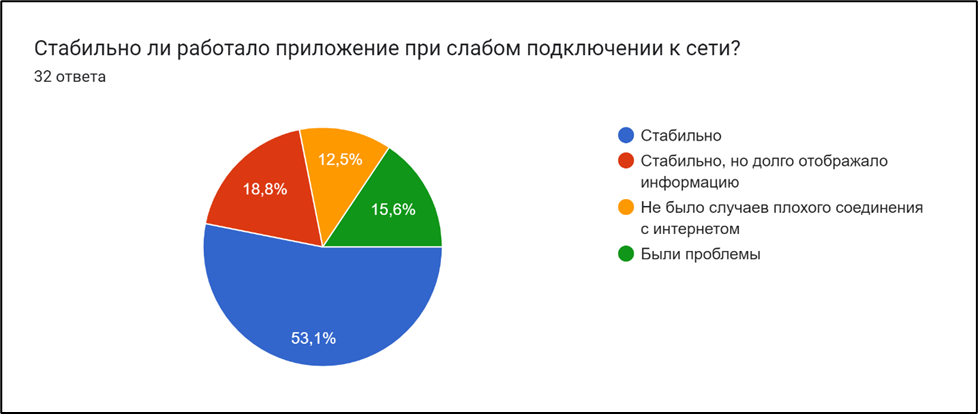 Стабильно ли работало приложение при слабом подключении к сети?
32 ответа
12,5%
18,8%
15,6%
53,1%
Стабильно
Стабильно, но долго отображало
информацию
Не было случаев плохого соединения
с интернетом
Были проблемы